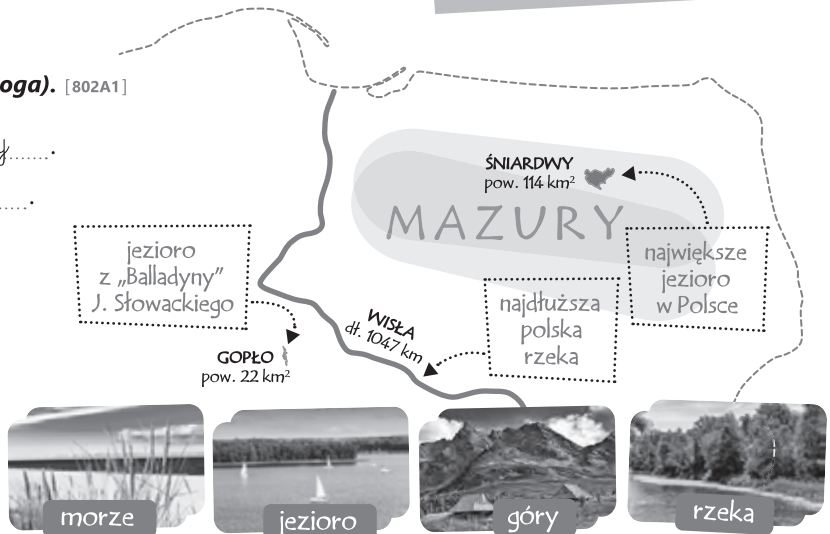 oga). [802A1]
ŚNIARDWY
pow. 114 km²
MAZURY
największe
jezioro
w Polsce
jezioro
z „Balladyny”
J. Słowackiego
najdłuższa
polska
rzeka
WISŁA
dł. 1047 km
GOPŁO
pow. 22 km²
morze
jezioro
góry
rzeka